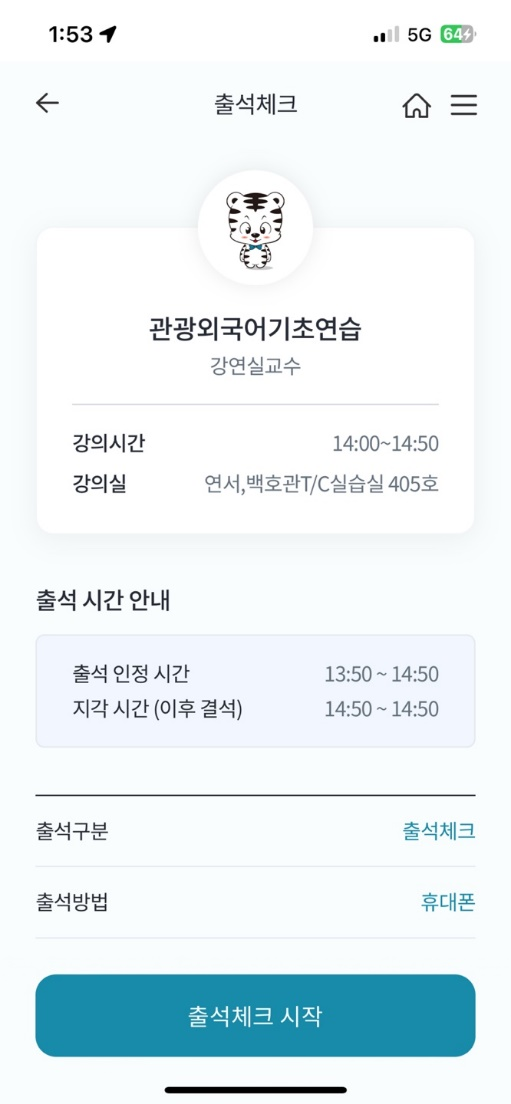 1:53 5G 64
출석체크
관광외국어기초연습
강연실교수
강의시간 14:00~14:50
강의실 연서,백호관T/C실습실 405호
출석 시간 안내
출석 인정 시간 13:50 ~ 14:50
지각 시간 (이후 결석) 14:50 ~ 14:50
출석구분 출석체크
출석방법 휴대폰
출석체크 시작